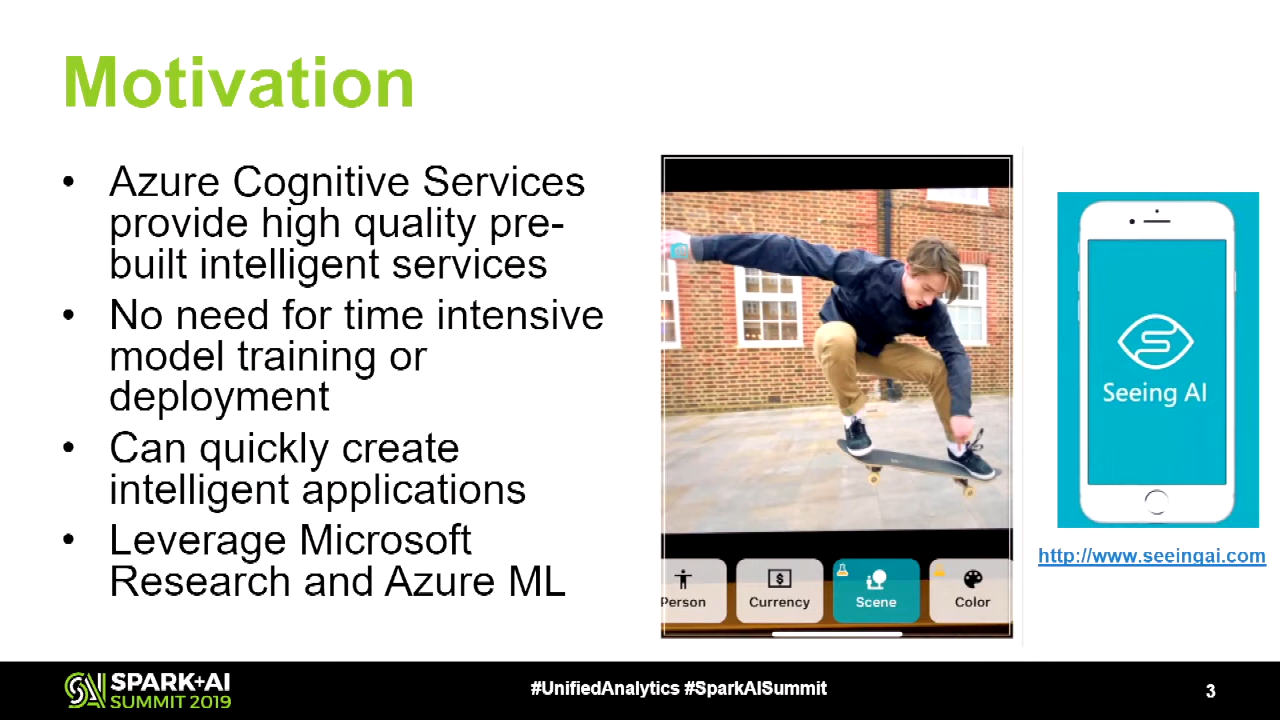 Motivation
• Azure Cognitive Services
provide high quality pre-
built intelligent services
• No need for time intensive
model training or
deployment
• Can quickly create
intelligent applications
• Leverage Microsoft
Research and Azure ML
Person
Currency
Scene
Color
Seeing AI
http://www.seeingai.com
SPARK+AI
SUMMIT 2019
#UnifiedAnalytics #SparkAISummit
3